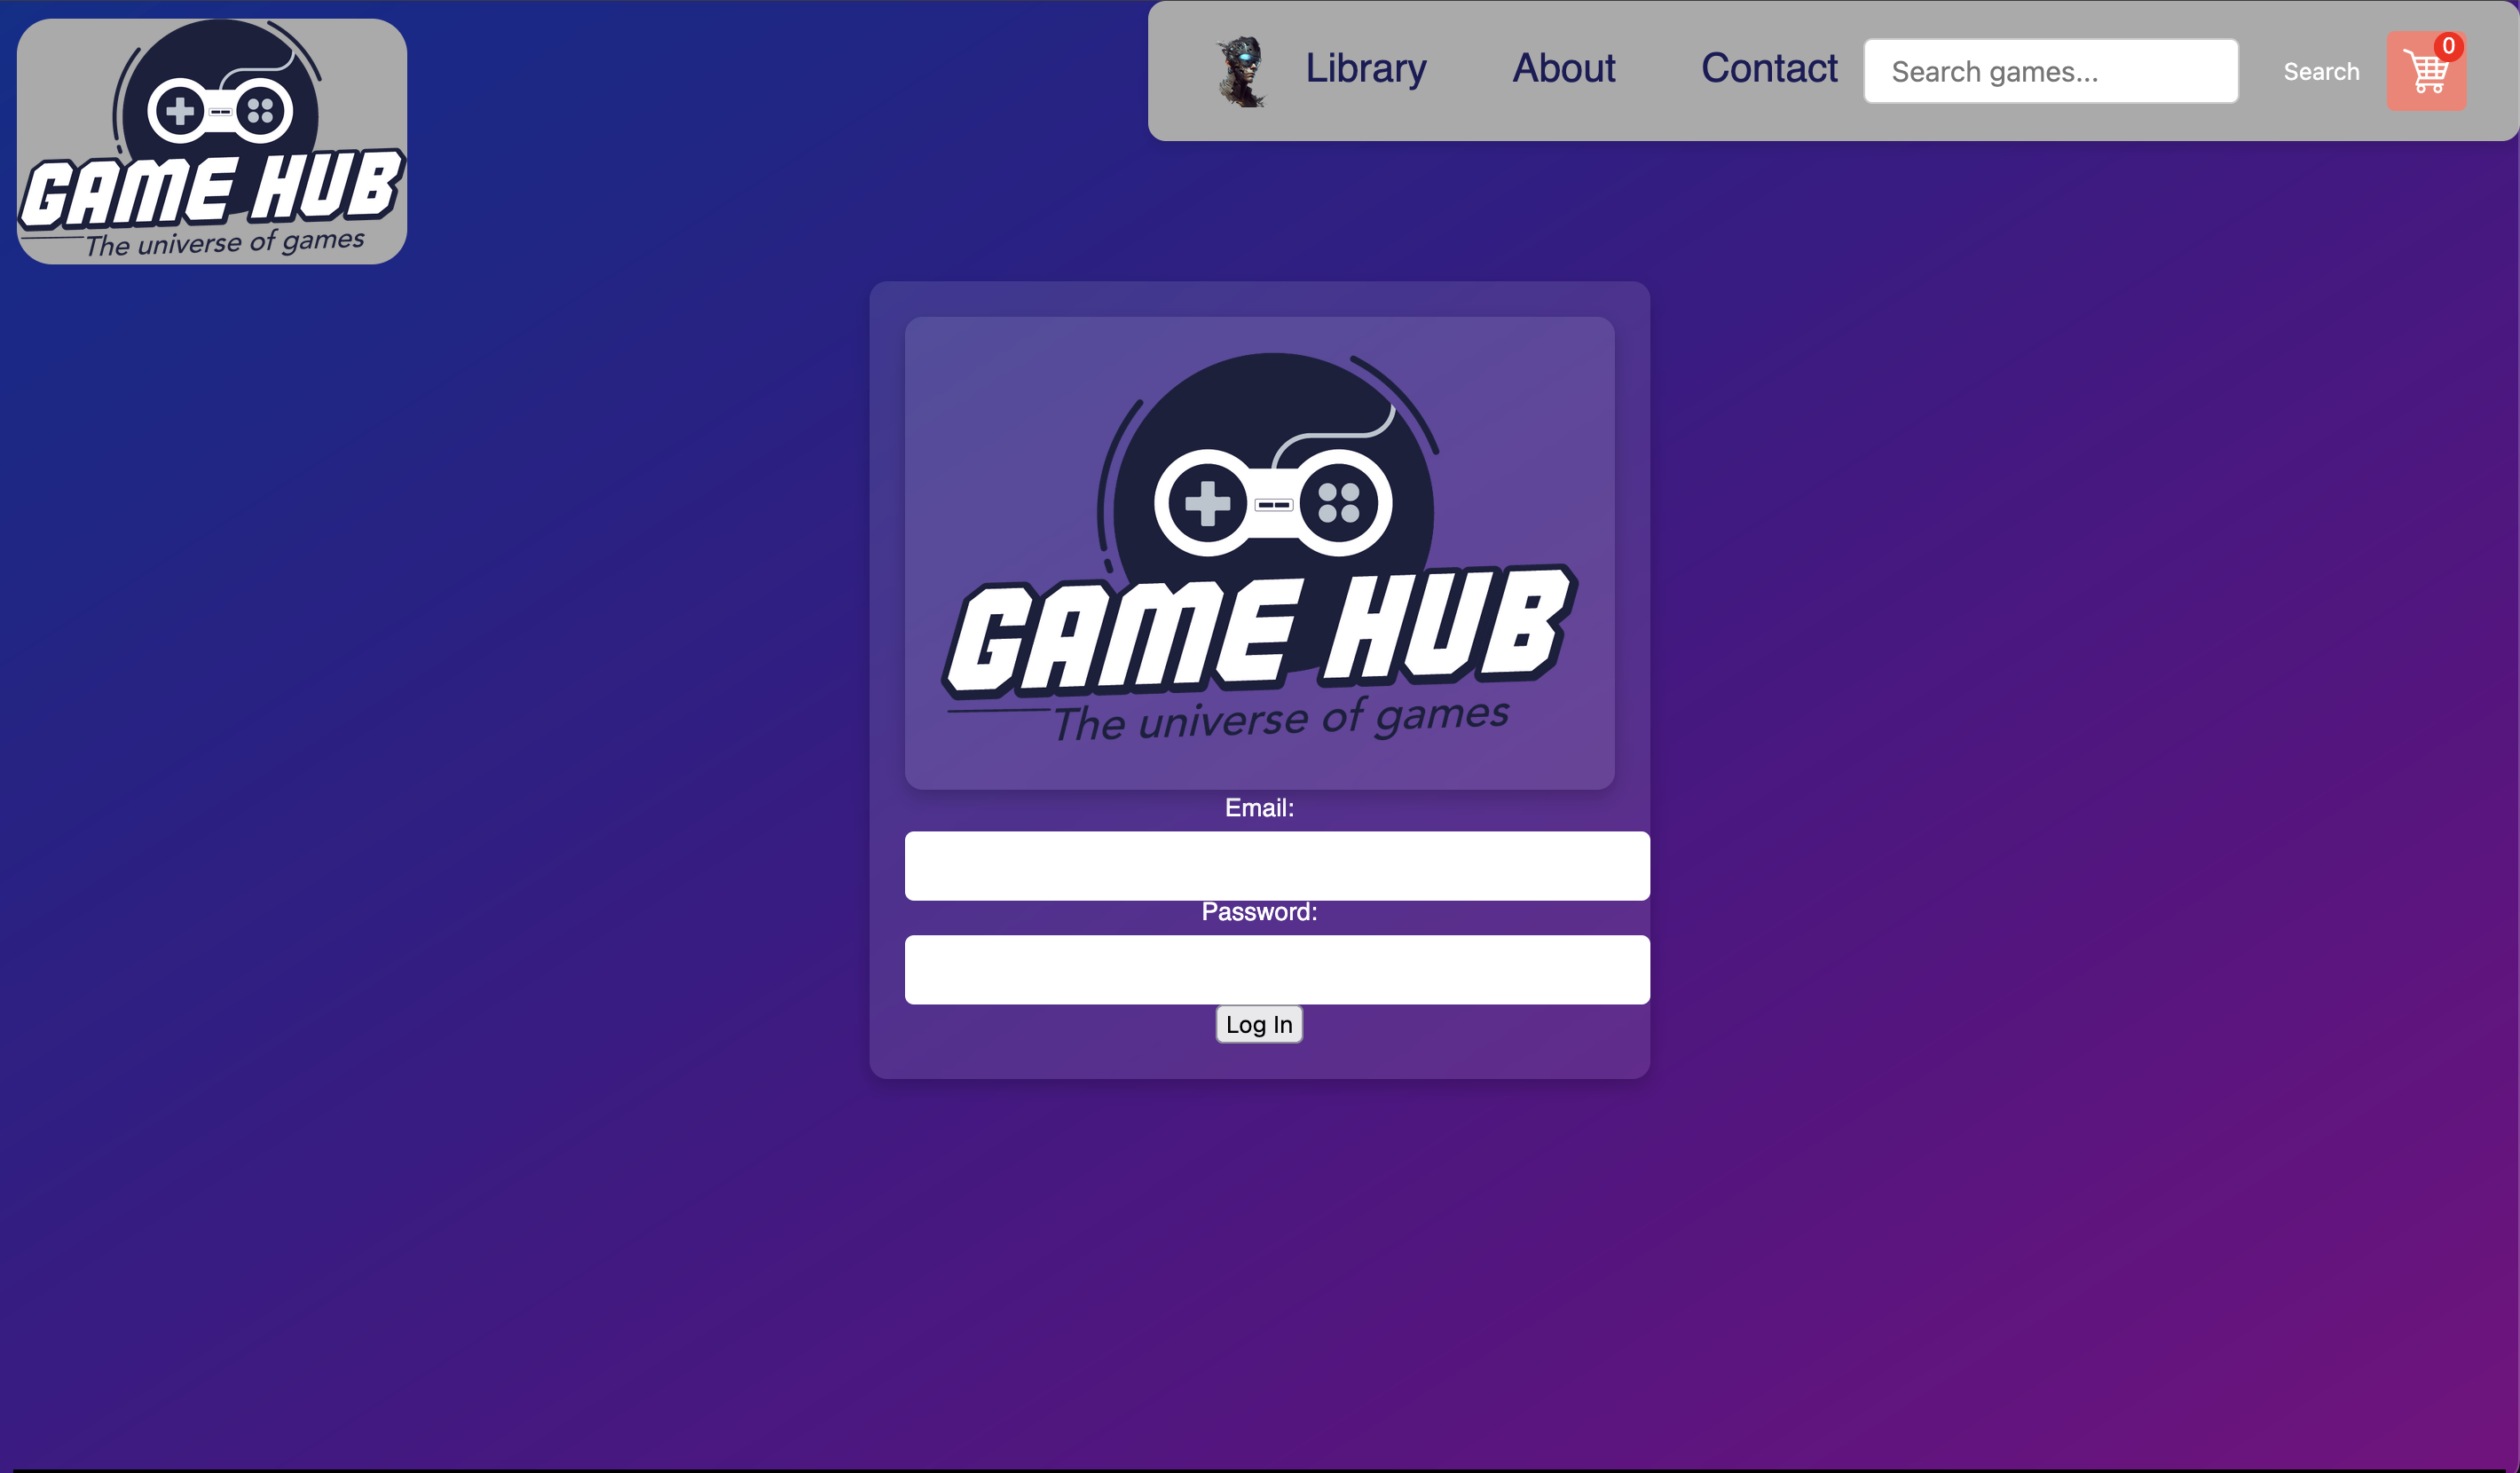 GAME HUB
The universe of games
Library About Contact Search games... Search 0
GAME HUB
The universe of games
Email:
Password:
Log In